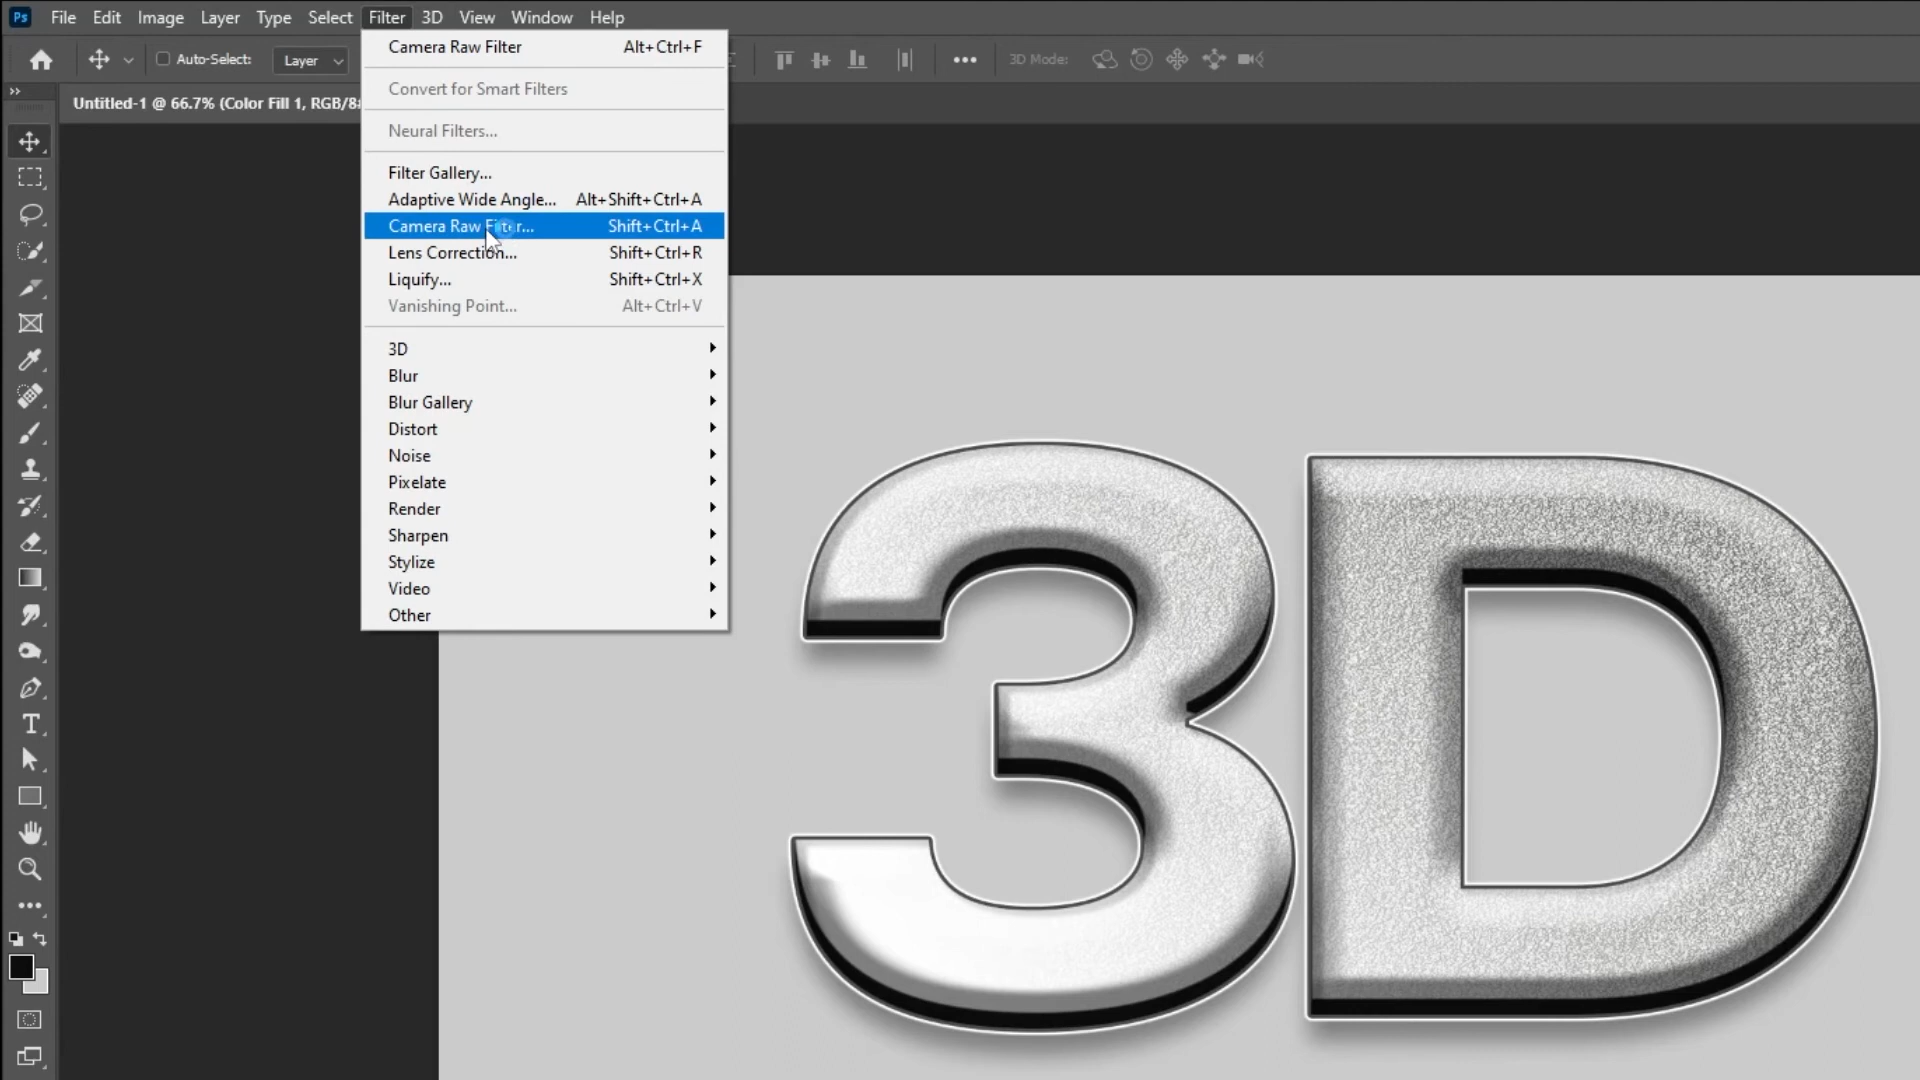 Ps File Edit Image Layer Type Select Filter 3D View Window Help
Auto-Select: Layer 3D Mode:
Untitled-1 @ 66.7% (Color Fill 1, RGB/8#
Camera Raw Filter Alt+Ctrl+F
Convert for Smart Filters
Neural Filters...
Filter Gallery...
Adaptive Wide Angle... Alt+Shift+Ctrl+A
Camera Raw Filter... Shift+Ctrl+A
Lens Correction... Shift+Ctrl+R
Liquify... Shift+Ctrl+X
Vanishing Point... Alt+Ctrl+V
3D
Blur
Blur Gallery
Distort
Noise
Pixelate
Render
Sharpen
Stylize
Video
Other
3D